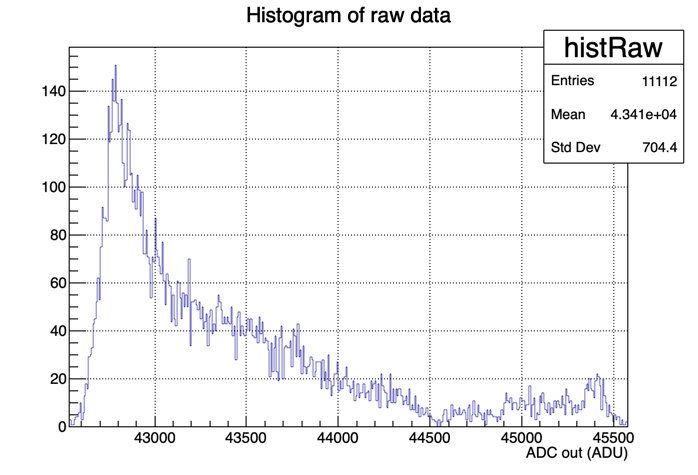 Histogram of raw data
histRaw
Entries 11112
Mean 4.341e+04
Std Dev 704.4
140
120
100
80
60
40
20
0
43000 43500 44000 44500 45000 45500
ADC out (ADU)